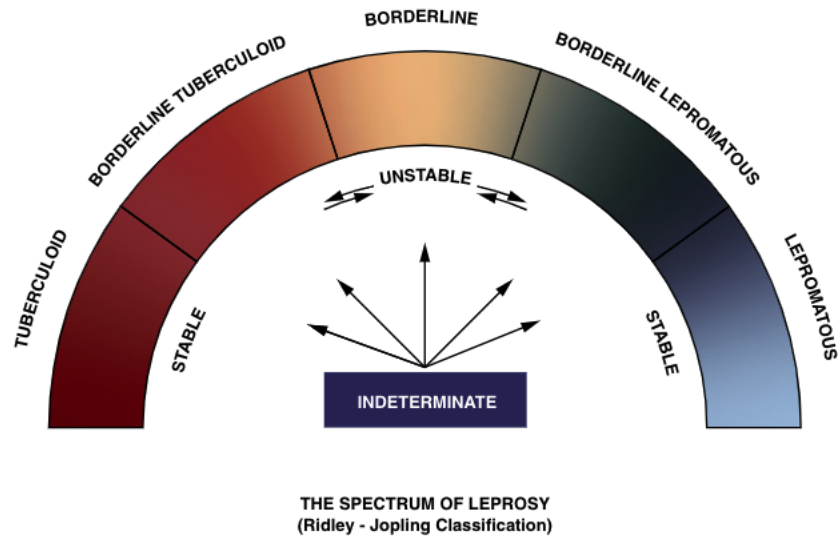 BORDERLINE
BORDERLINE TUBERCULOID
BORDERLINE LEPROMATOUS
TUBERCULOID
LEPROMATOUS
UNSTABLE
STABLE
STABLE
INDETERMINATE
THE SPECTRUM OF LEPROSY
(Ridley - Jopling Classification)